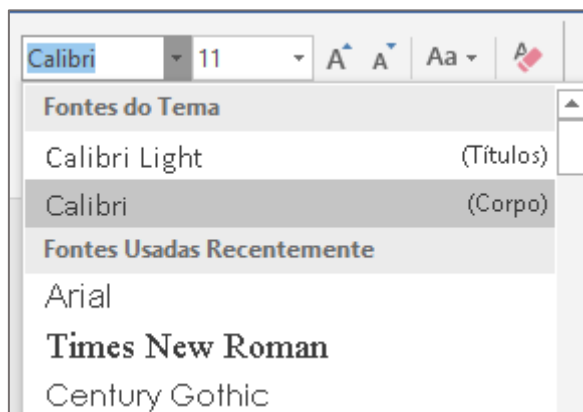 Calibri 11 A A Aa A
Fontes do Tema
Calibri Light (Títulos)
Calibri (Corpo)
Fontes Usadas Recentemente
Arial
Times New Roman
Century Gothic